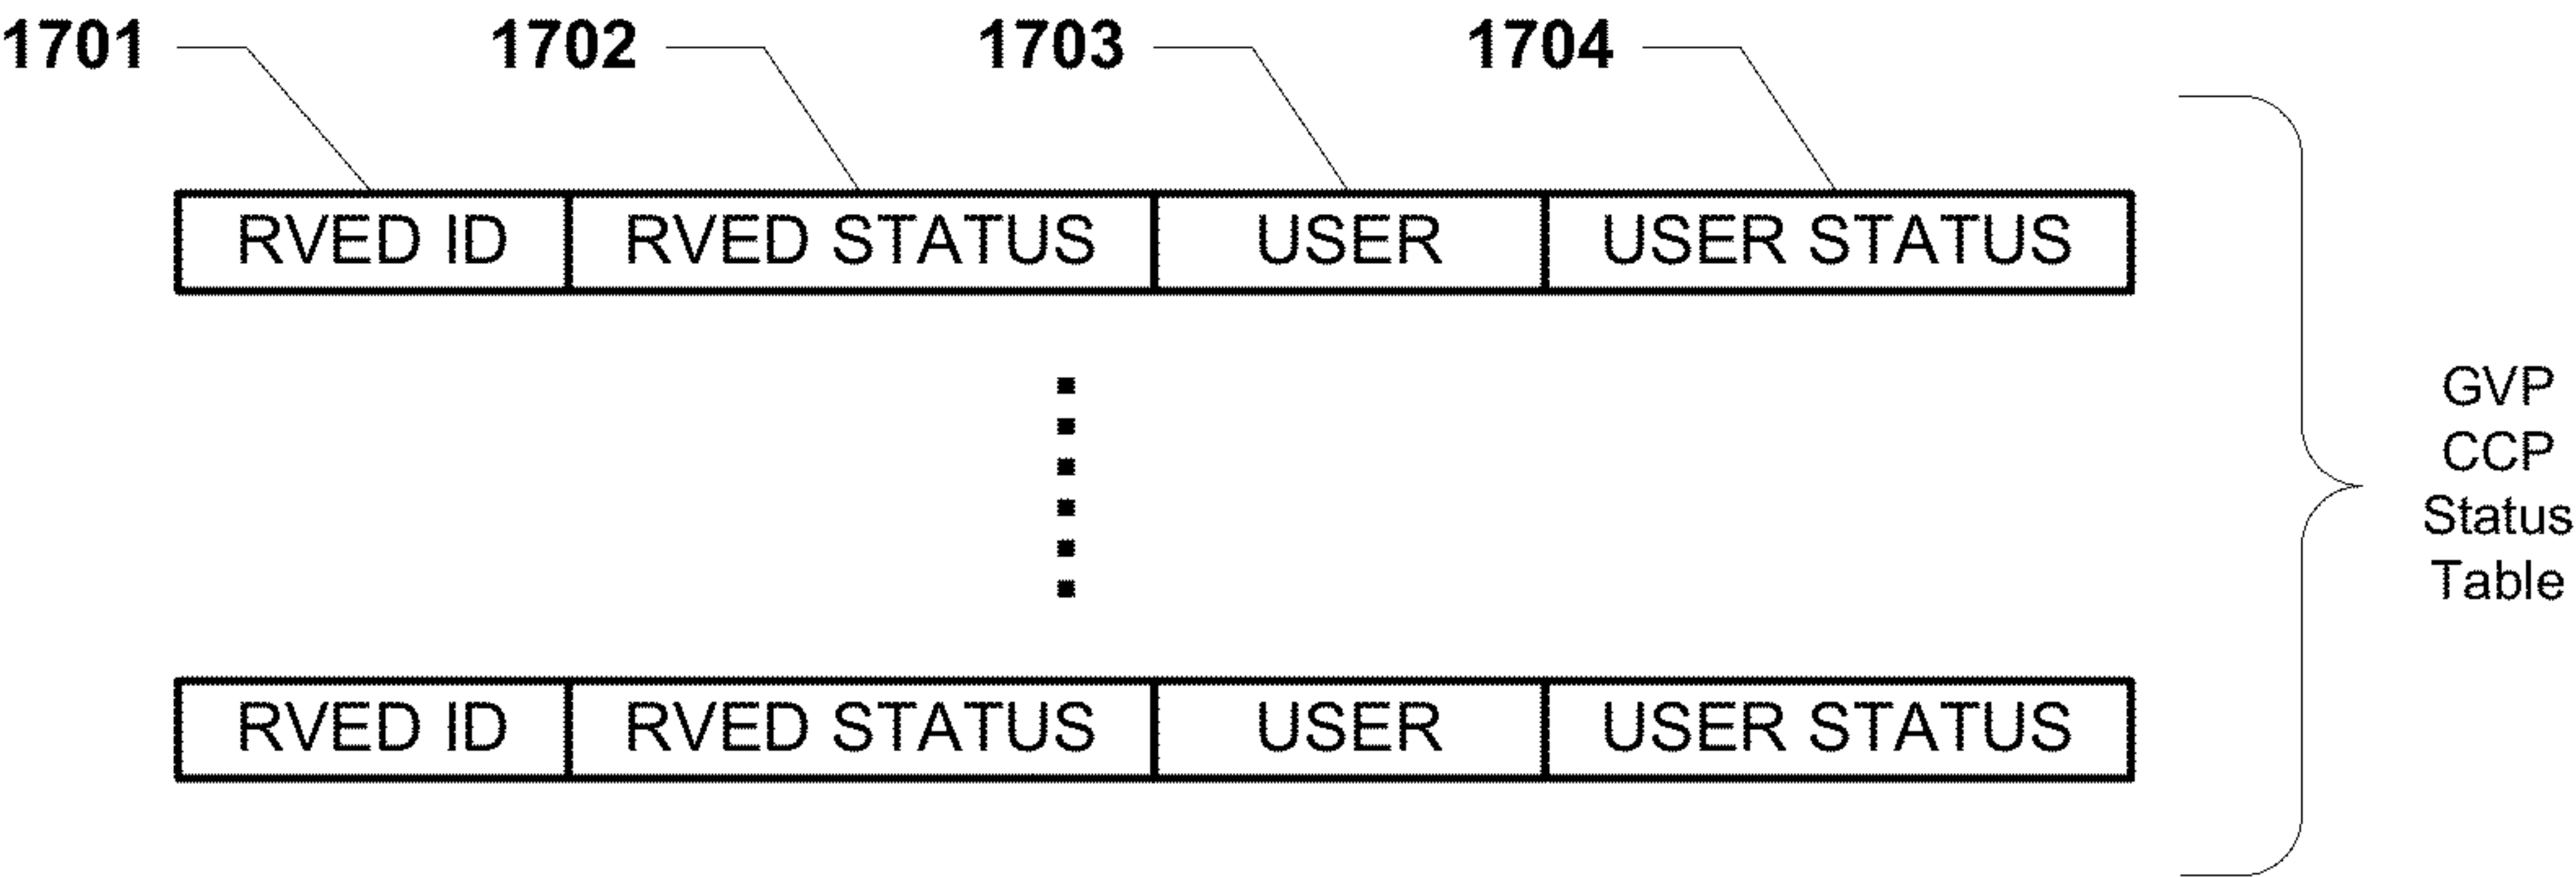 1701 1702 1703 1704
RVED ID RVED STATUS USER USER STATUS
GVP
CCP
Status
Table
RVED ID RVED STATUS USER USER STATUS